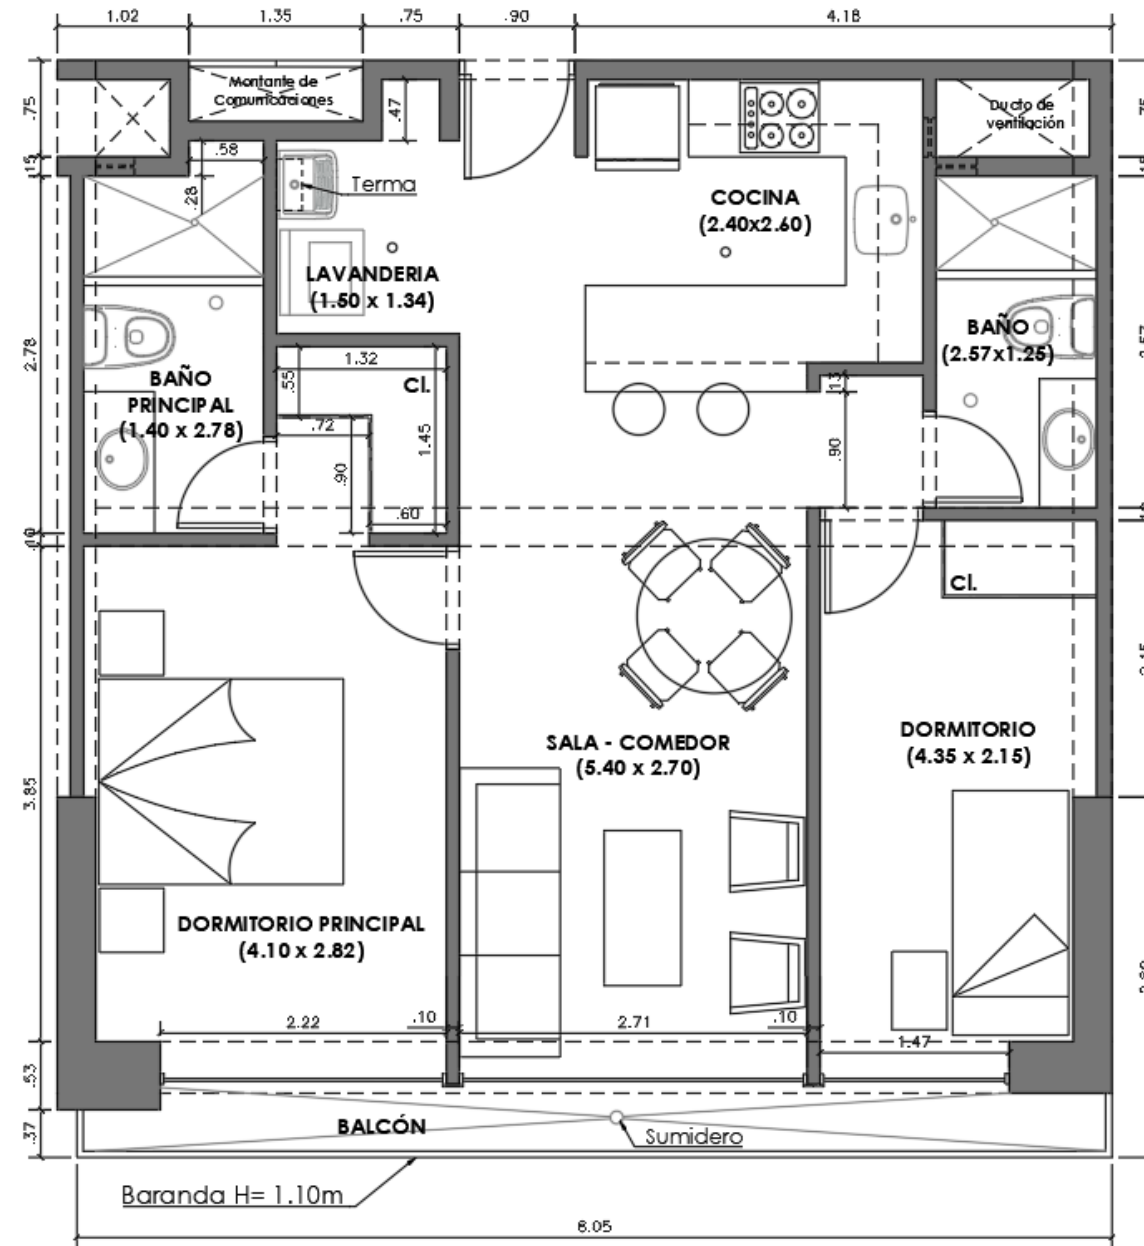 1.02
1.35
.75
.90
4.18
Montante de
Comunicaciones
.75
.47
Ducto de
ventilación
.15
.58
.28
Terma
COCINA
(2.40x2.60)
LAVANDERIA
(1.50 x 1.34)
BAÑO
(2.57x1.25)
2.78
1.32
.55
Cl.
.13
BAÑO
PRINCIPAL
(1.40 x 2.78)
.72
1.45
.90
.90
.60
.10
Cl.
SALA - COMEDOR
(5.40 x 2.70)
DORMITORIO
(4.35 x 2.15)
3.85
DORMITORIO PRINCIPAL
(4.10 x 2.82)
2.22
.10
2.71
.10
1.47
.53
.37
BALCÓN
Sumidero
Baranda H= 1.10m
8.05